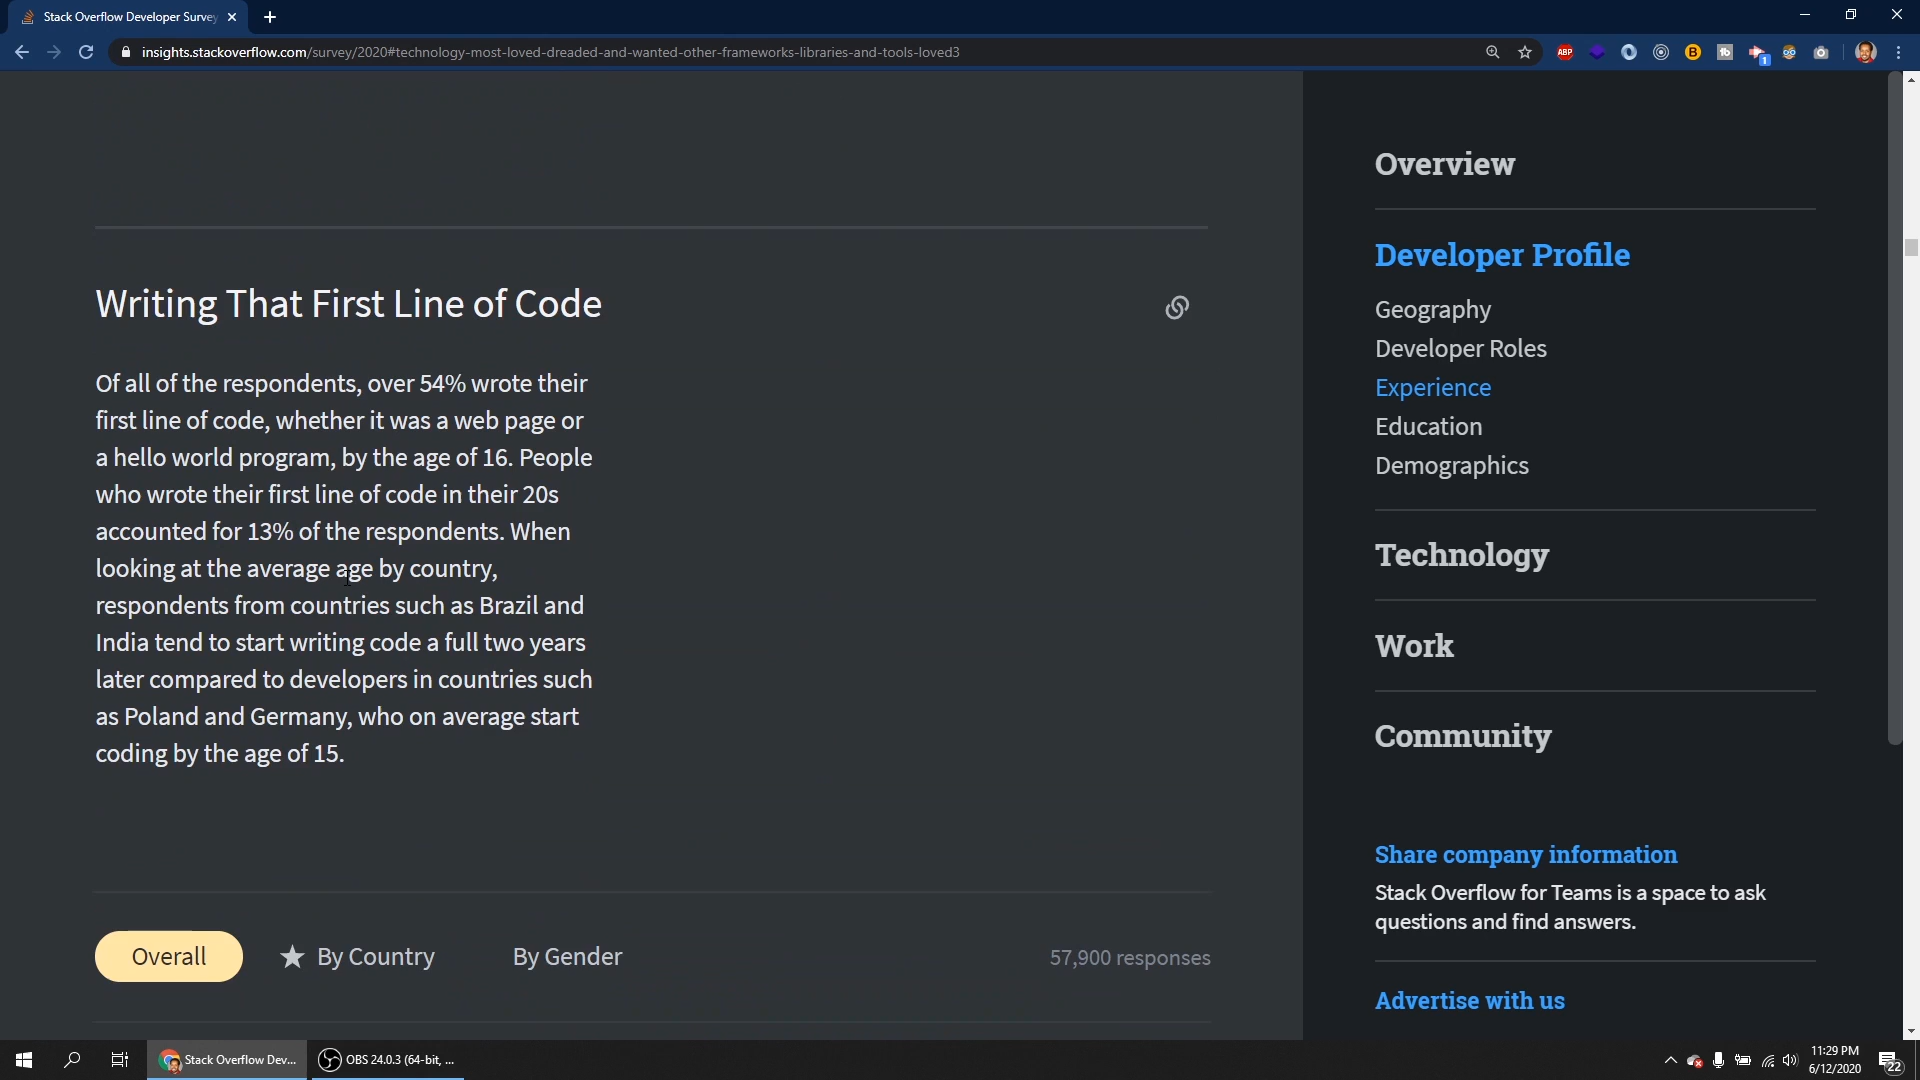 Stack Overflow Developer Survey
insights.stackoverflow.com/survey/2020#technology-most-loved-dreaded-and-wanted-other-frameworks-libraries-and-tools-loved3
ABP
B
tb
1
Writing That First Line of Code
Of all of the respondents, over 54% wrote their
first line of code, whether it was a web page or
a hello world program, by the age of 16. People
who wrote their first line of code in their 20s
accounted for 13% of the respondents. When
looking at the average age by country,
respondents from countries such as Brazil and
India tend to start writing code a full two years
later compared to developers in countries such
as Poland and Germany, who on average start
coding by the age of 15.
Overall
By Country
By Gender
57,900 responses
Overview
Developer Profile
Geography
Developer Roles
Experience
Education
Demographics
Technology
Work
Community
Share company information
Stack Overflow for Teams is a space to ask
questions and find answers.
Advertise with us
Stack Overflow Dev...
OBS 24.0.3 (64-bit, ...
11:29 PM
6/12/2020
22